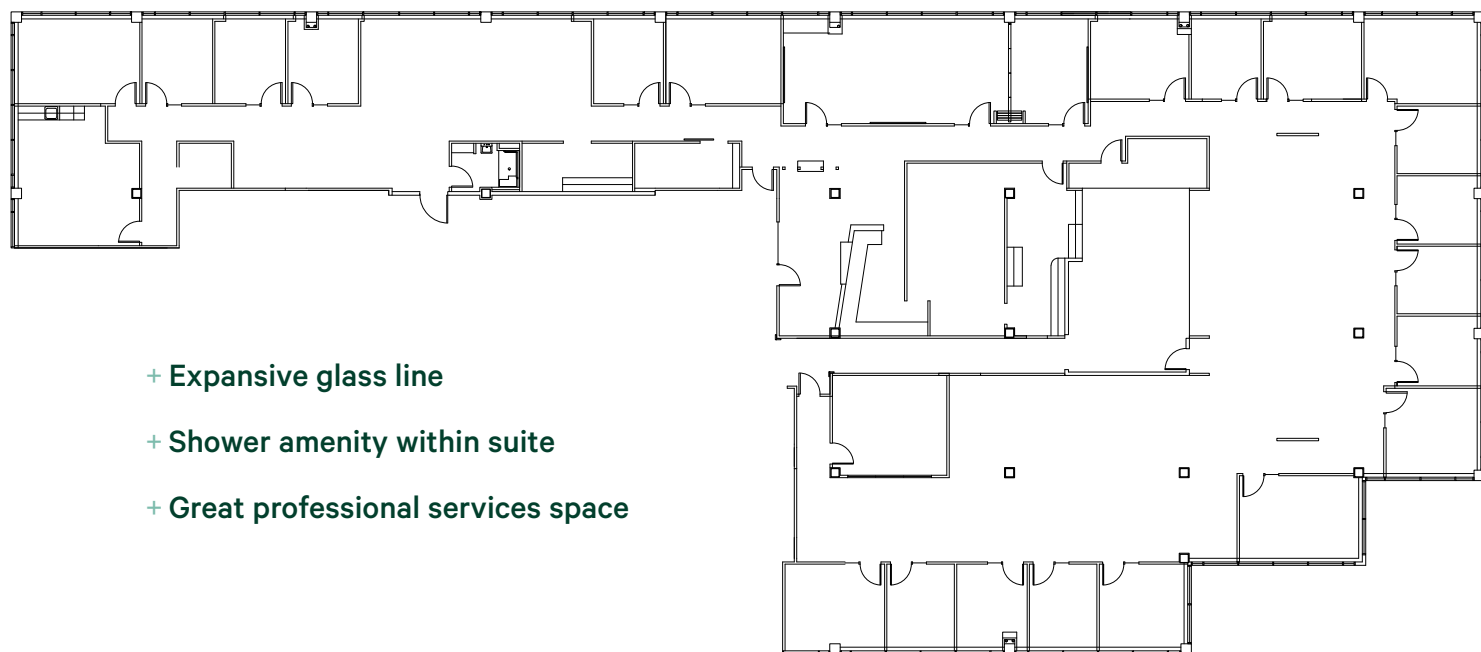 + Expansive glass line
+ Shower amenity within suite
+ Great professional services space